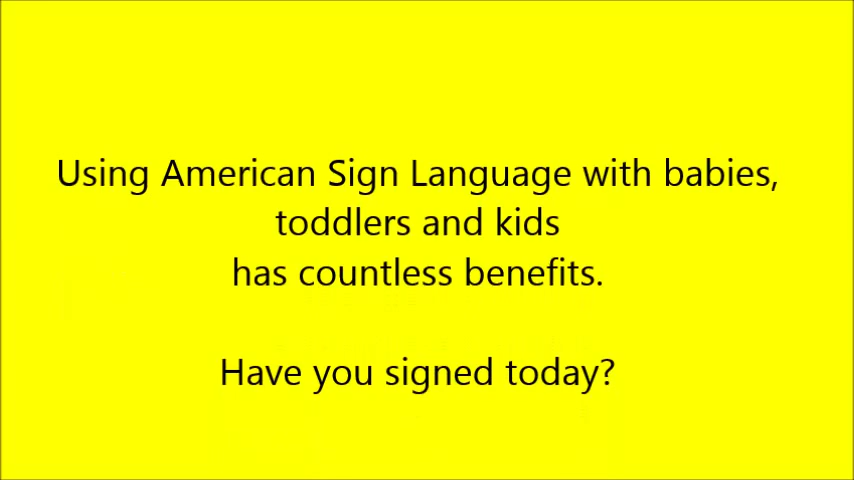 Using American Sign Language with babies,
toddlers and kids
has countless benefits.
Have you signed today?